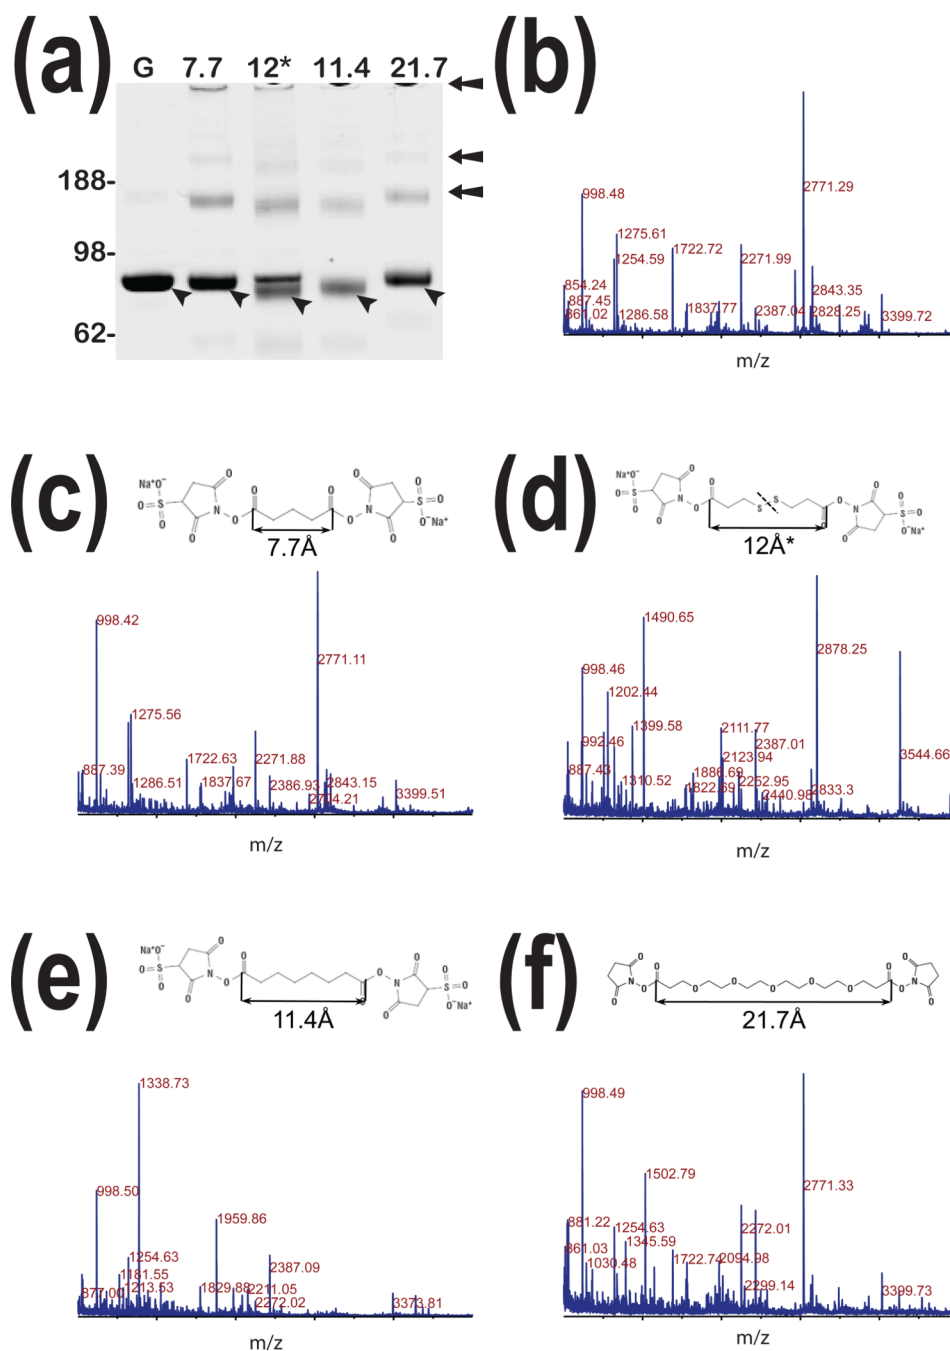 (a)
G 7.7 12* 11.4 21.7
188-
98-
62-
(b)
2771.29
998.48
1275.61
1254.59
1722.72
2271.99
854.24
887.45
861.02
1286.58
1837.77
2387.04
2843.35
2828.25
3399.72
m/z
(c)
Na⁺O⁻
O
O
S
O
O
N
O
O
O
O
O
N
O
O
S
O
O
O⁻Na⁺
7.7Å
998.42
2771.11
1275.56
1722.63
2271.88
887.39
1286.51
1837.67
2386.93
2843.15
2704.21
3399.51
m/z
(d)
Na⁺O⁻
O
O
S
O
O
N
O
O
S
S
O
O
N
O
O
S
O
O
O⁻Na⁺
12Å*
1490.65
2878.25
998.46
1202.44
1399.58
2111.77
2387.01
992.46
2123.94
3544.66
887.43
1310.52
1886.69
1822.69
2252.95
2440.98
2833.3
m/z
(e)
Na⁺O⁻
O
O
S
O
O
N
O
O
O
O
N
O
O
S
O
O
O⁻Na⁺
11.4Å
1338.73
998.50
1959.86
1254.63
1181.55
1213.53
877.00
1829.88
2211.05
2272.02
2387.09
3373.81
m/z
(f)
O
O
N
O
O
O
O
O
O
O
O
O
N
O
O
21.7Å
998.49
2771.33
1502.79
881.22
1254.63
1345.59
2272.01
861.03
1030.48
1722.74
2094.98
2299.14
3399.73
m/z